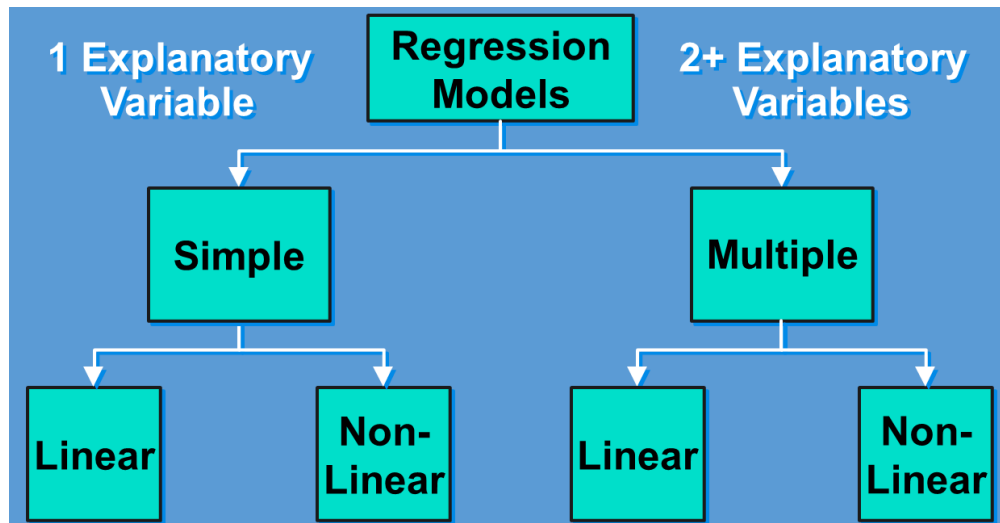 1 Explanatory
Variable
Regression
Models
2+ Explanatory
Variables
Simple
Multiple
Linear
Non-
Linear
Linear
Non-
Linear